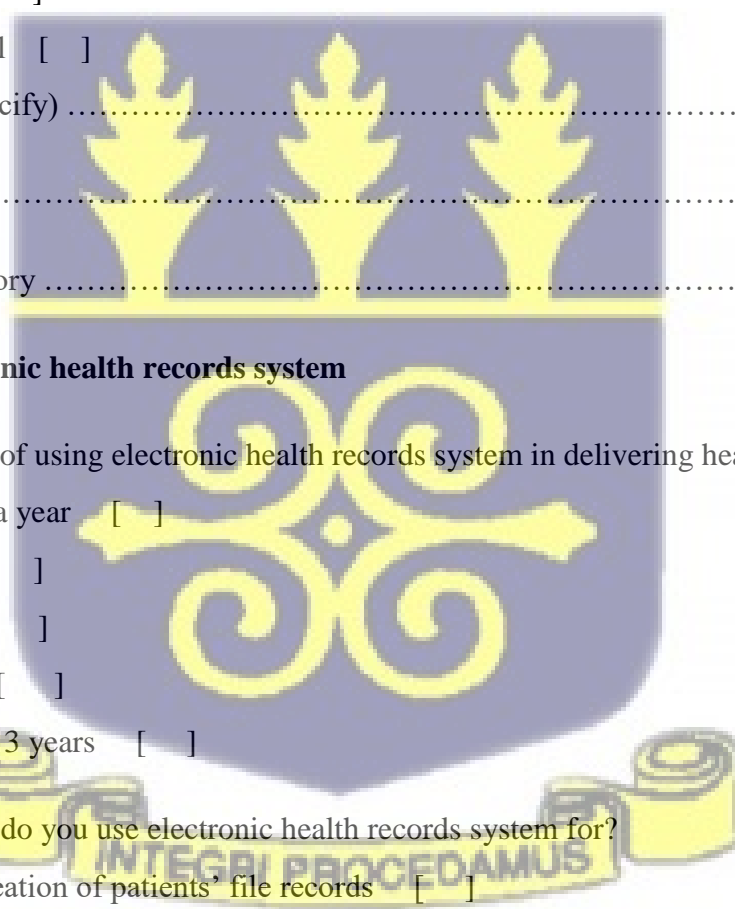 ]
[ ]
cify) ……………………………………………………
……………………………………………………
ory ……………………………………………………
nic health records system
of using electronic health records system in delivering hea
a year [ ]
]
]
[ ]
3 years [ ]
do you use electronic health records system for?
eation of patients’ file records [ ]
INTEGRI PROCEDAMUS